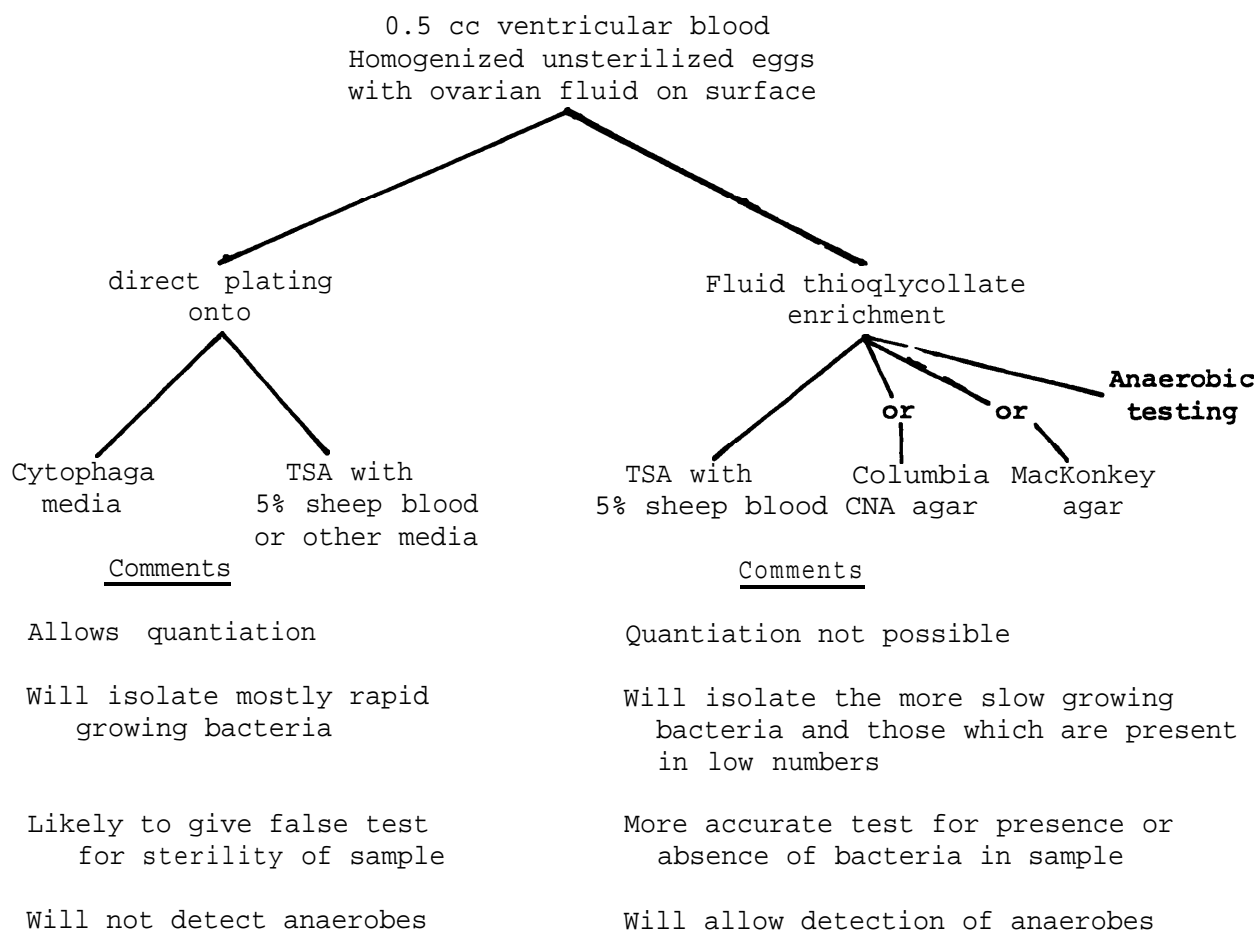 0.5 cc ventricular blood
Homogenized unsterilized eggs
with ovarian fluid on surface
direct plating
onto
Fluid thioqlycollate
enrichment
Anaerobic
testing
or
or
Cytophaga
media
TSA with
5% sheep blood
or other media
TSA with
5% sheep blood
Columbia
CNA agar
MacKonkey
agar
Comments
Allows quantiation
Will isolate mostly rapid
growing bacteria
Likely to give false test
for sterility of sample
Will not detect anaerobes
Comments
Quantiation not possible
Will isolate the more slow growing
bacteria and those which are present
in low numbers
More accurate test for presence or
absence of bacteria in sample
Will allow detection of anaerobes